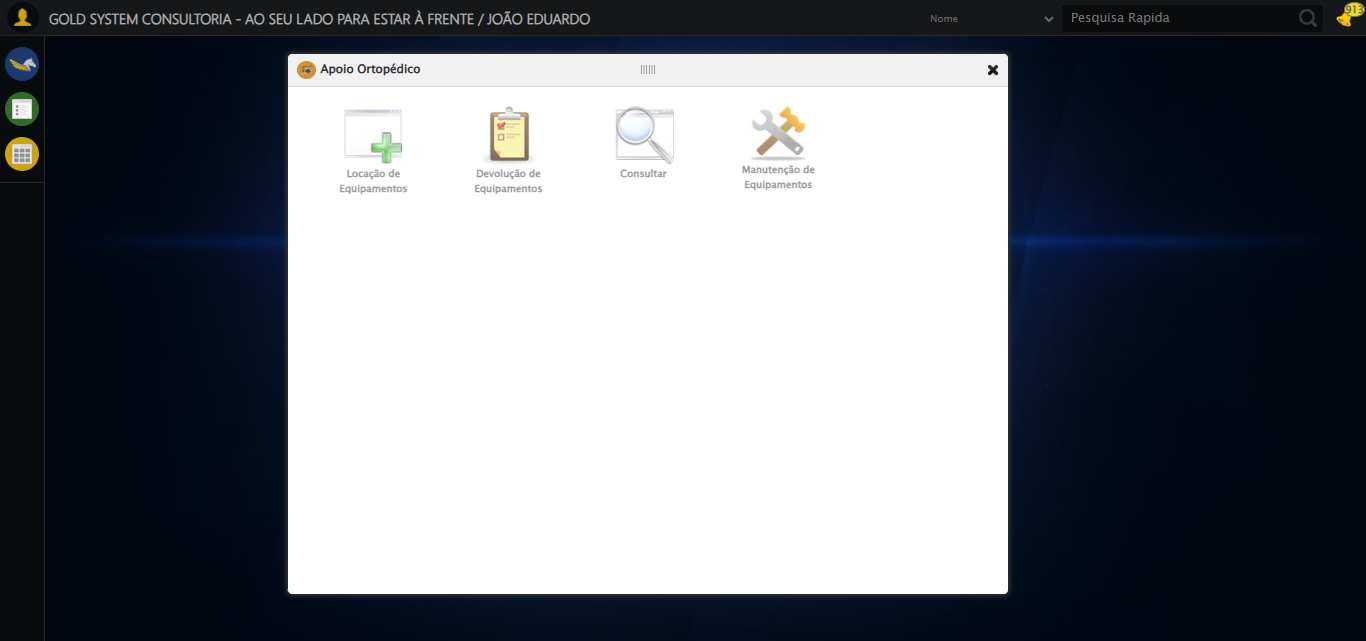 GOLD SYSTEM CONSULTORIA - AO SEU LADO PARA ESTAR À FRENTE / JOÃO EDUARDO
Nome
Pesquisa Rapida
913
Apoio Ortopédico
Locação de
Equipamentos
Devolução de
Equipamentos
Consultar
Manutenção de
Equipamentos